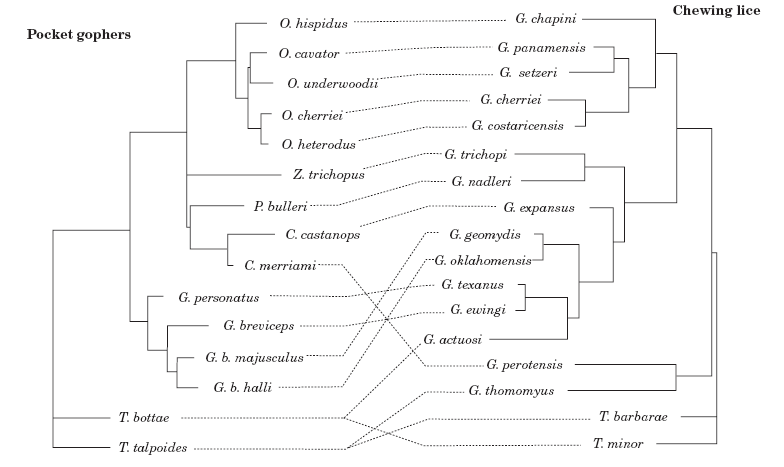 Chewing lice
Pocket gophers
O. hispidus
G. chapini
O. cavator
G. panamensis
O. underwoodii
G. setzeri
O. cherriei
G. cherriei
O. heterodus
G. costaricensis
Z. trichopus
G. trichopi
P. bulleri
G. nadleri
C. castanops
G. expansus
C. merriami
G. geomydis
G. oklahomensis
G. personatus
G. texanus
G. breviceps
G. ewingi
G. b. majusculus
G. actuosi
G. b. halli
G. perotensis
G. thomomyus
T. bottae
T. barbarae
T. talpoides
T. minor